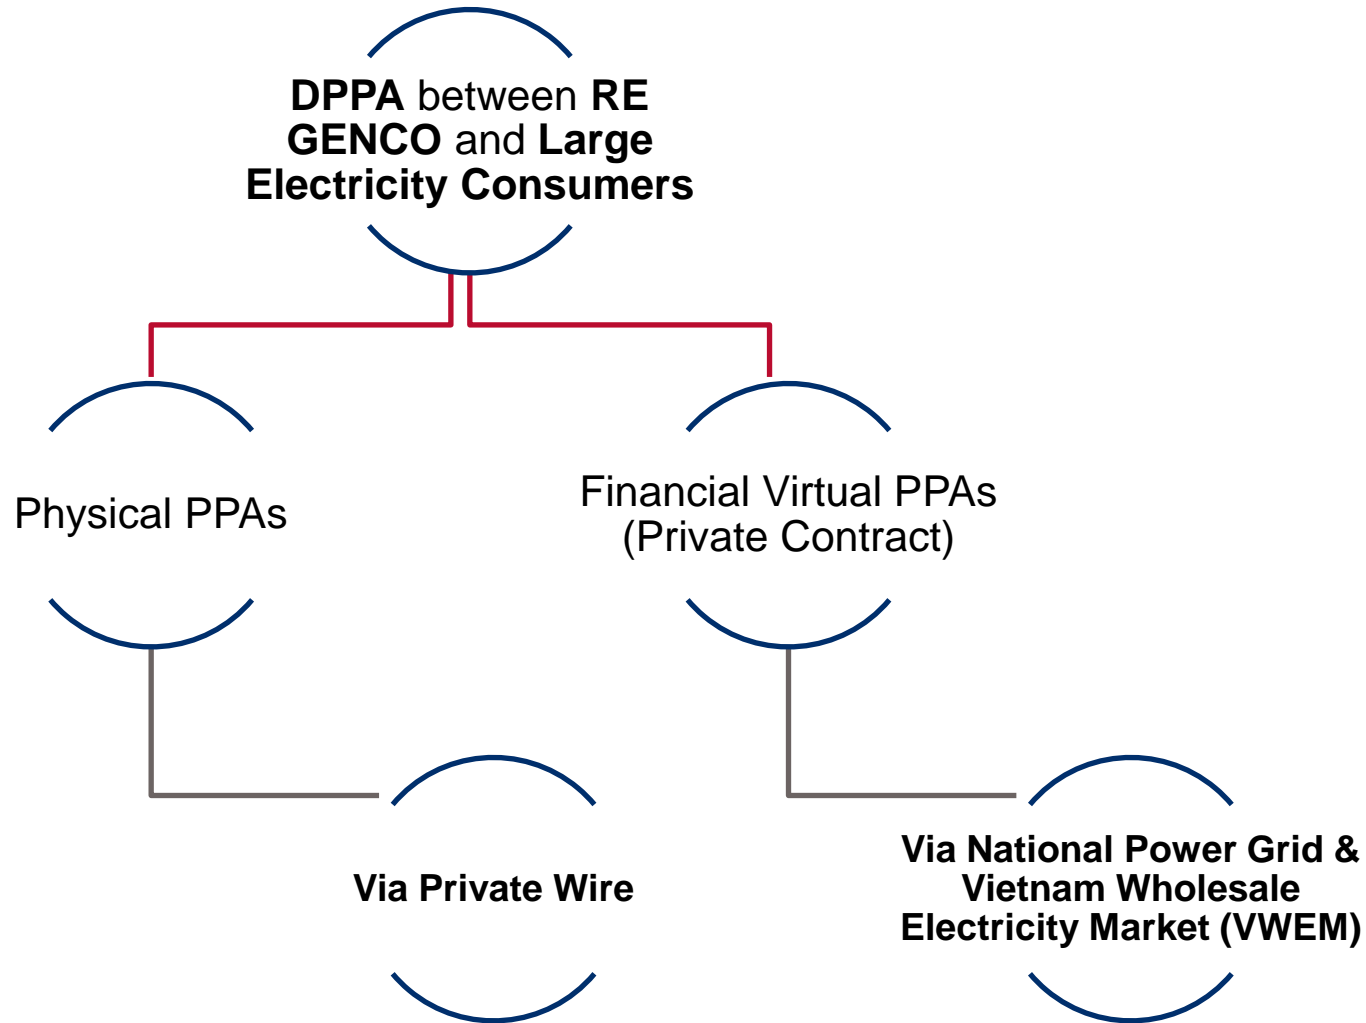 DPPA between RE
GENCO and Large
Electricity Consumers
Physical PPAs
Financial Virtual PPAs
(Private Contract)
Via Private Wire
Via National Power Grid &
Vietnam Wholesale
Electricity Market (VWEM)